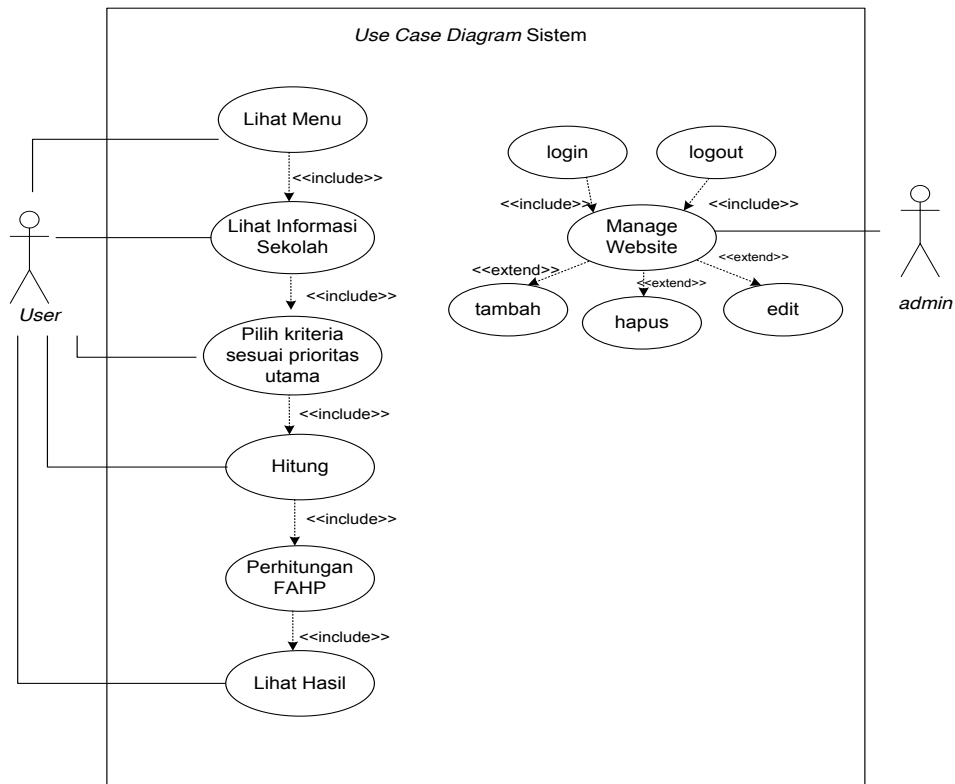 Use Case Diagram Sistem
Lihat Menu
<<include>>
Lihat Informasi
Sekolah
<<include>>
Pilih kriteria
sesuai prioritas
utama
<<include>>
Hitung
<<include>>
Perhitungan
FAHP
<<include>>
Lihat Hasil
User
login
logout
<<include>>
<<include>>
Manage
Website
<<extend>>
<<extend>>
<<extend>>
tambah
hapus
edit
admin